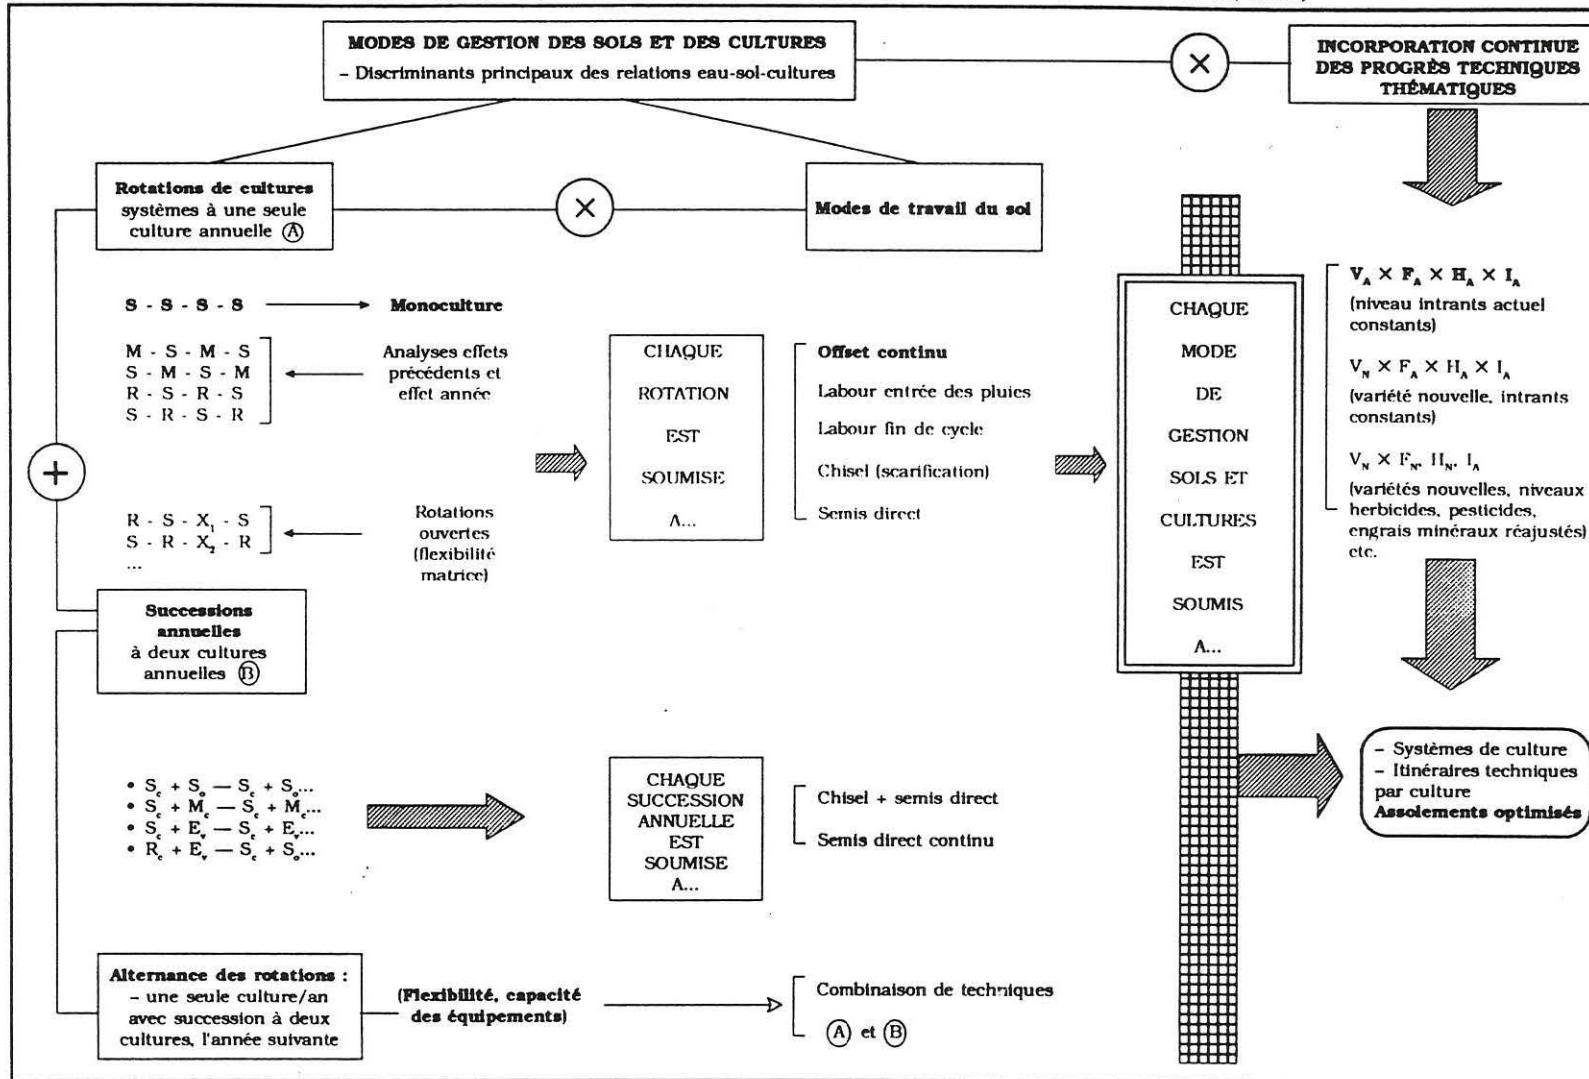 MODES DE GESTION DES SOLS ET DES CULTURES
– Discriminants principaux des relations eau-sol-cultures
×
INCORPORATION CONTINUE
DES PROGRÈS TECHNIQUES
THÉMATIQUES
Rotations de cultures
systèmes à une seule
culture annuelle Ⓐ
×
Modes de travail du sol
S - S - S - S
Monoculture
M - S - M - S
S - M - S - M
R - S - R - S
S - R - S - R
Analyses effets
précédents et
effet année
+
R - S - X₁ - S
S - R - X₂ - R
...
Rotations
ouvertes
(flexibilité
matrice)
CHAQUE
ROTATION
EST
SOUMISE
A...
Offset continu
Labour entrée des pluies
Labour fin de cycle
Chisel (scarification)
Semis direct
CHAQUE
MODE
DE
GESTION
SOLS ET
CULTURES
EST
SOUMIS
A...
V_A × F_A × H_A × I_A
(niveau intrants actuel
constants)
V_N × F_A × H_A × I_A
(variété nouvelle, intrants
constants)
V_N × F_N. H_N. I_A
(variétés nouvelles, niveaux
herbicides, pesticides,
engrais minéraux réajustés)
etc.
Successions
annuelles
à deux cultures
annuelles Ⓑ
• S_c + S_o — S_c + S_o...
• S_c + M_c — S_c + M_c...
• S_c + E_v — S_c + E_v...
• R_c + E_v — S_c + S_o...
CHAQUE
SUCCESSION
ANNUELLE
EST
SOUMISE
A...
Chisel + semis direct
Semis direct continu
– Systèmes de culture
– Itinéraires techniques
par culture
Assolements optimisés
Alternance des rotations :
– une seule culture/an
avec succession à deux
cultures, l'année suivante
(Flexibilité, capacité
des équipements)
Combinaison de techniques
Ⓐ et Ⓑ